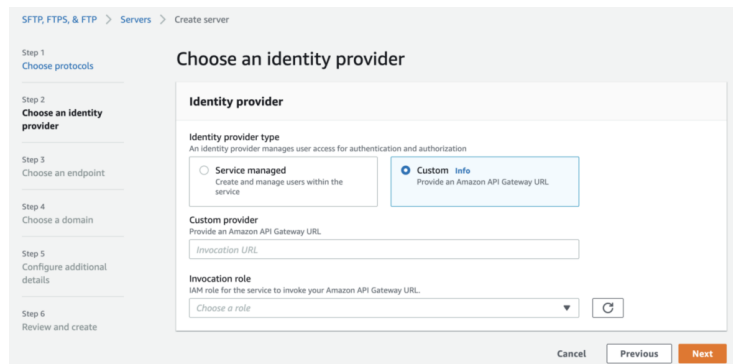 SFTP, FTPS, & FTP > Servers > Create server
Step 1
Choose protocols
Step 2
Choose an identity
provider
Step 3
Choose an endpoint
Step 4
Choose a domain
Step 5
Configure additional
details
Step 6
Review and create
Choose an identity provider
Identity provider
Identity provider type
An identity provider manages user access for authentication and authorization
Service managed
Create and manage users within the
service
Custom Info
Provide an Amazon API Gateway URL
Custom provider
Provide an Amazon API Gateway URL
Invocation URL
Invocation role
IAM role for the service to invoke your Amazon API Gateway URL.
Choose a role
Cancel Previous Next